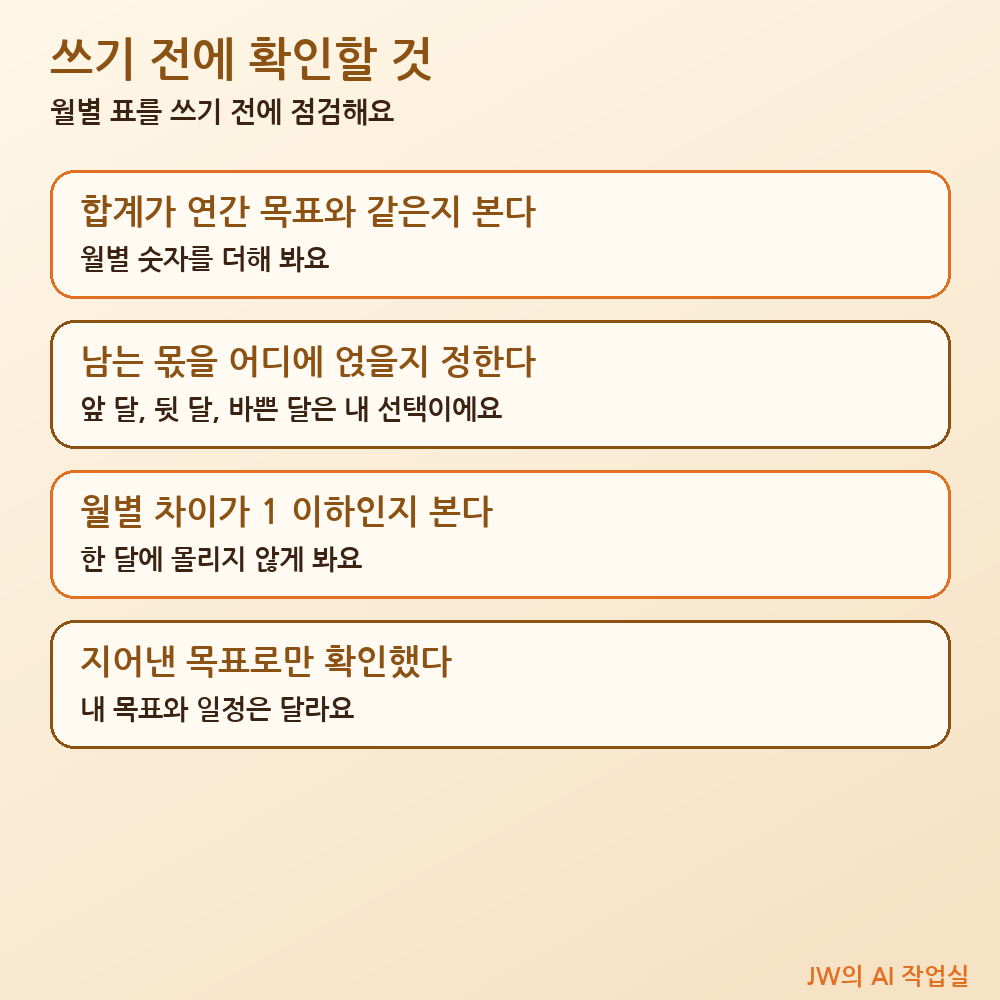 쓰기 전에 확인할 것
월별 표를 쓰기 전에 점검해요
합계가 연간 목표와 같은지 본다
월별 숫자를 더해 봐요
남는 몫을 어디에 얹을지 정한다
앞 달, 뒷 달, 바쁜 달은 내 선택이에요
월별 차이가 1 이하인지 본다
한 달에 몰리지 않게 봐요
지어낸 목표로만 확인했다
내 목표와 일정은 달라요
JW의 AI 작업실